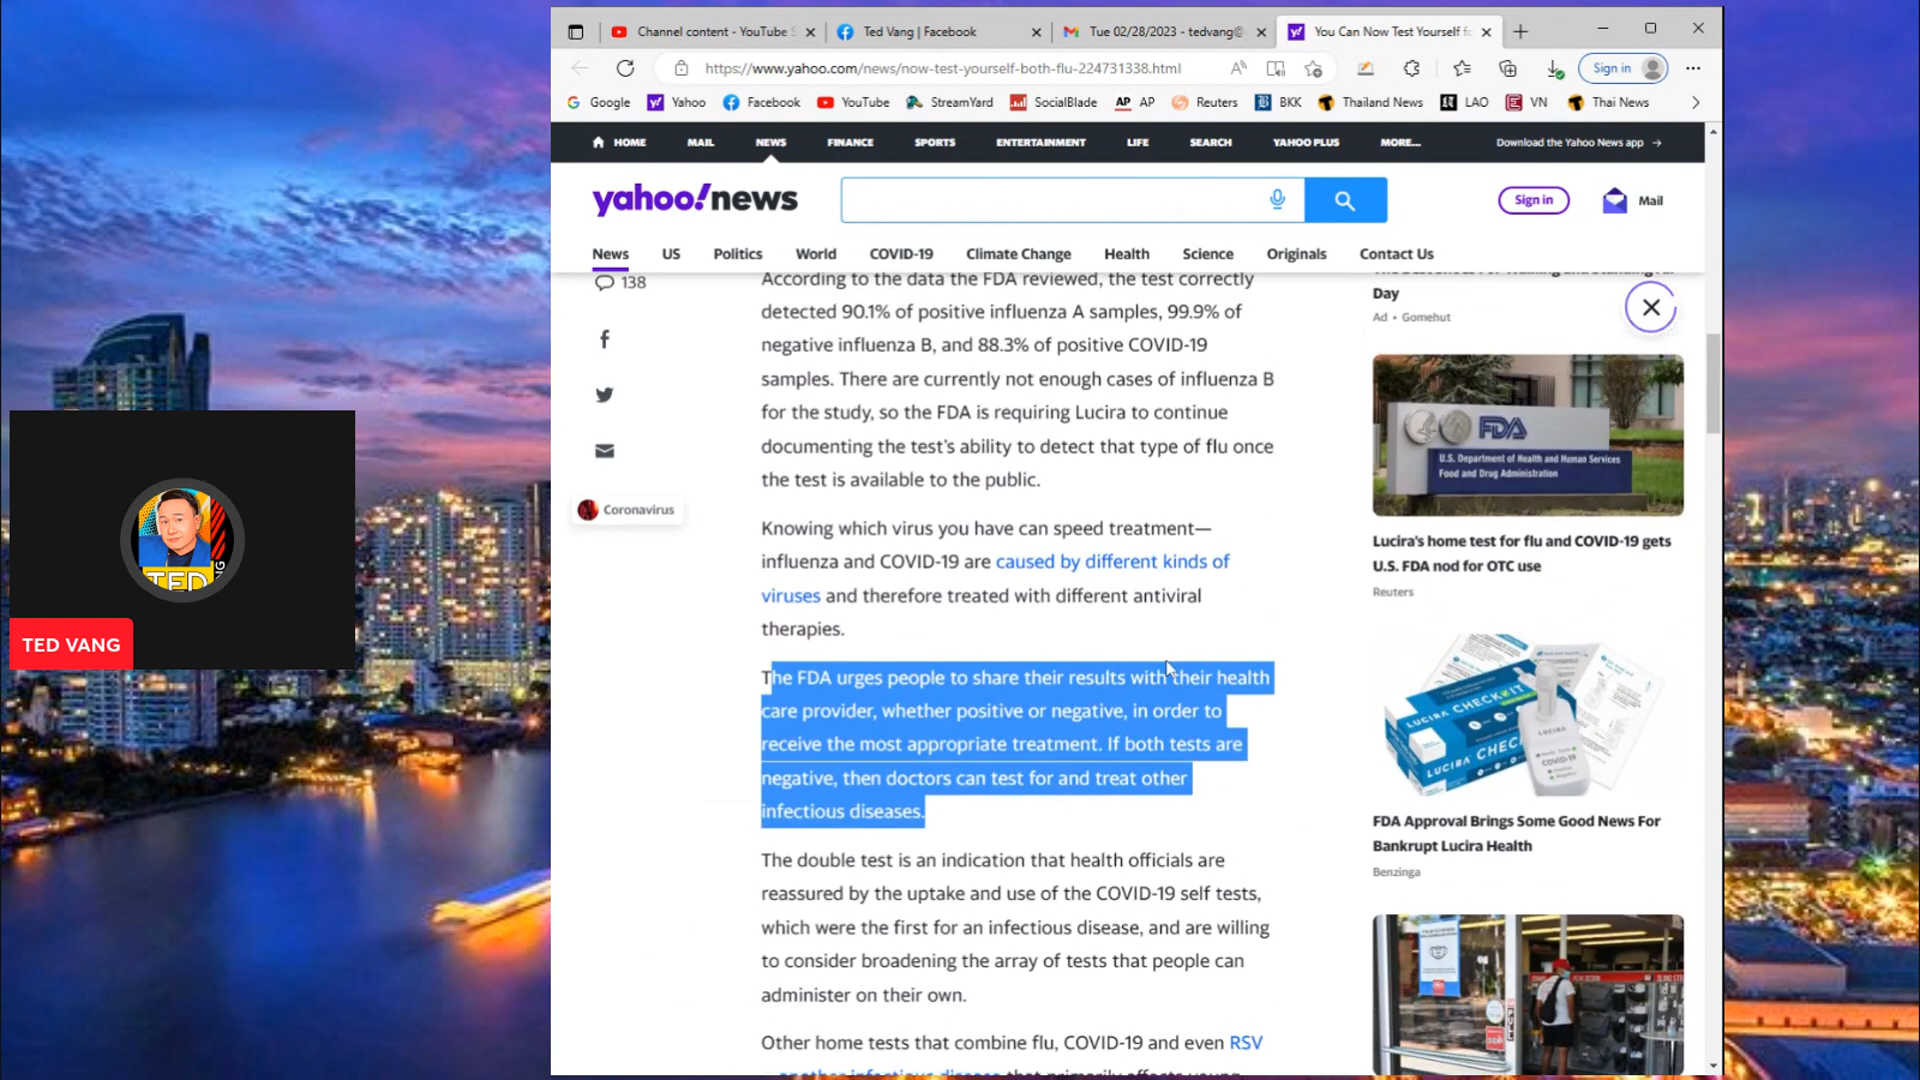 Channel content - YouTube S
Ted Vang | Facebook
Tue 02/28/2023 - tedvang@
You Can Now Test Yourself fo
https://www.yahoo.com/news/now-test-yourself-both-flu-224731338.html
Sign in
Google
Yahoo
Facebook
YouTube
StreamYard
SocialBlade
AP AP
Reuters
BKK
Thailand News
LAO
VN
Thai News
HOME
MAIL
NEWS
FINANCE
SPORTS
ENTERTAINMENT
LIFE
SEARCH
YAHOO PLUS
MORE...
Download the Yahoo News app →
yahoo!news
Sign in
Mail
News
US
Politics
World
COVID-19
Climate Change
Health
Science
Originals
Contact Us
138
Coronavirus
TED
TED VANG
According to the data the FDA reviewed, the test correctly
detected 90.1% of positive influenza A samples, 99.9% of
negative influenza B, and 88.3% of positive COVID-19
samples. There are currently not enough cases of influenza B
for the study, so the FDA is requiring Lucira to continue
documenting the test's ability to detect that type of flu once
the test is available to the public.
Knowing which virus you have can speed treatment—
influenza and COVID-19 are caused by different kinds of
viruses and therefore treated with different antiviral
therapies.
The FDA urges people to share their results with their health
care provider, whether positive or negative, in order to
receive the most appropriate treatment. If both tests are
negative, then doctors can test for and treat other
infectious diseases.
The double test is an indication that health officials are
reassured by the uptake and use of the COVID-19 self tests,
which were the first for an infectious disease, and are willing
to consider broadening the array of tests that people can
administer on their own.
Other home tests that combine flu, COVID-19 and even RSV
Day
Ad • Gomehut
FDA
U.S. Department of Health and Human Services
Food and Drug Administration
Lucira's home test for flu and COVID-19 gets
U.S. FDA nod for OTC use
Reuters
LUCIRA CHECK IT
LUCIRA CHEC
LUCIRA
COVID-19
FDA Approval Brings Some Good News For
Bankrupt Lucira Health
Benzinga